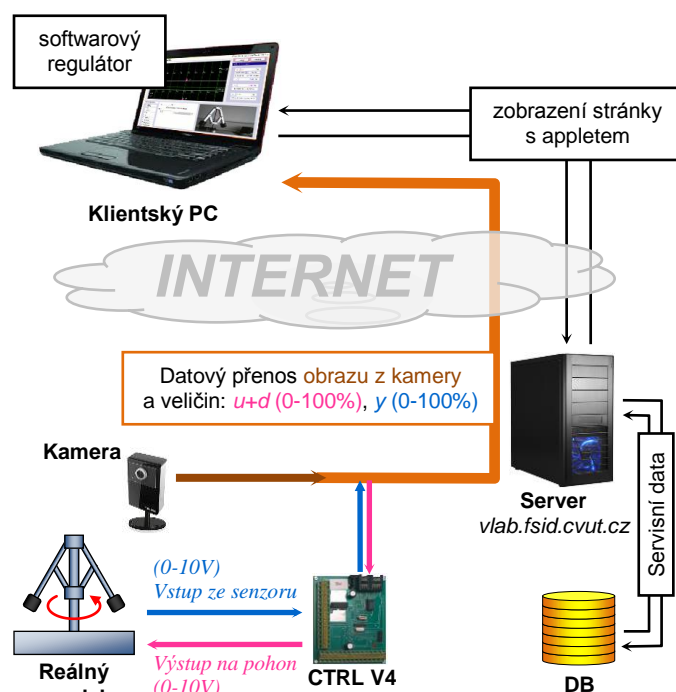 softwarový
regulátor
zobrazení stránky
s appletem
Klientský PC
INTERNET
Datový přenos obrazu z kamery
a veličin: u+d (0-100%), y (0-100%)
Kamera
Server
vlab.fsid.cvut.cz
Servisní data
(0-10V)
Vstup ze senzoru
Výstup na pohon
(0-10V)
CTRL V4
Reálný
DB